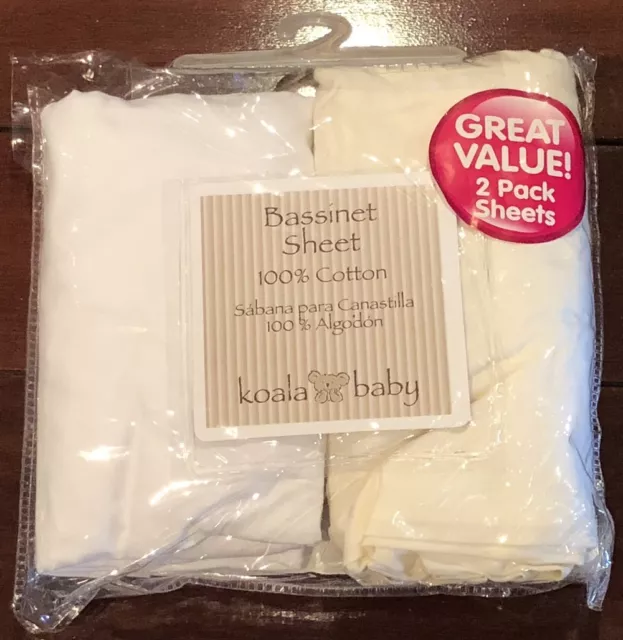 GREAT
VALUE!
2 Pack
Sheets
Bassinet
Sheet
100% Cotton
Sábana para Canastilla
100 % Algodón
koala baby